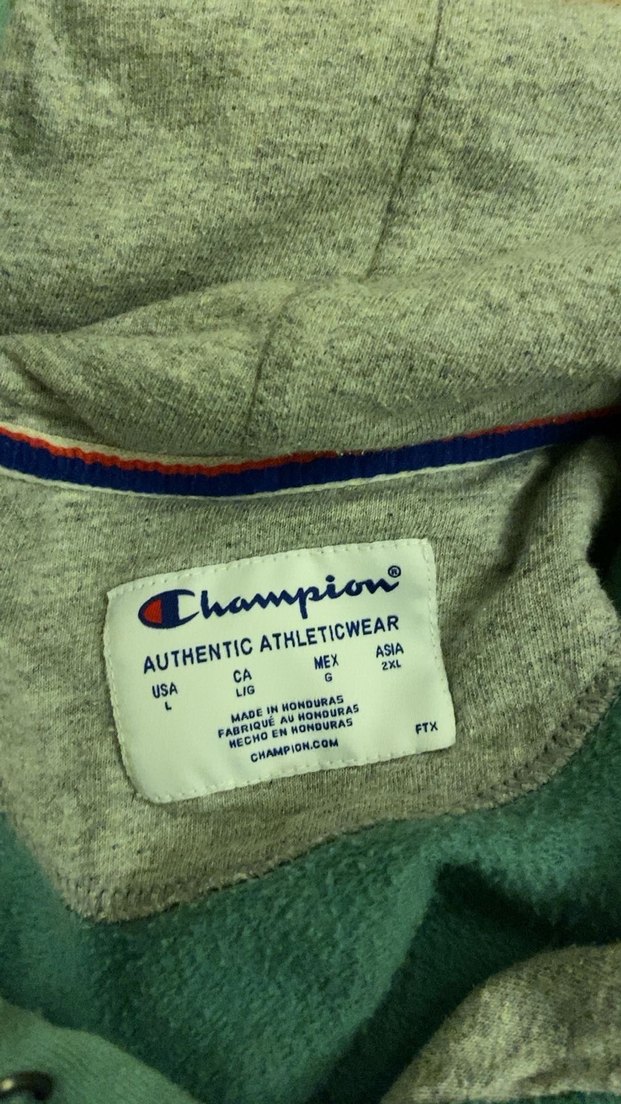 Champion®
AUTHENTIC ATHLETICWEAR
USA CA MEX ASIA
L L/G G 2XL
MADE IN HONDURAS
FABRIQUÉ AU HONDURAS
HECHO EN HONDURAS
CHAMPION.COM FTX